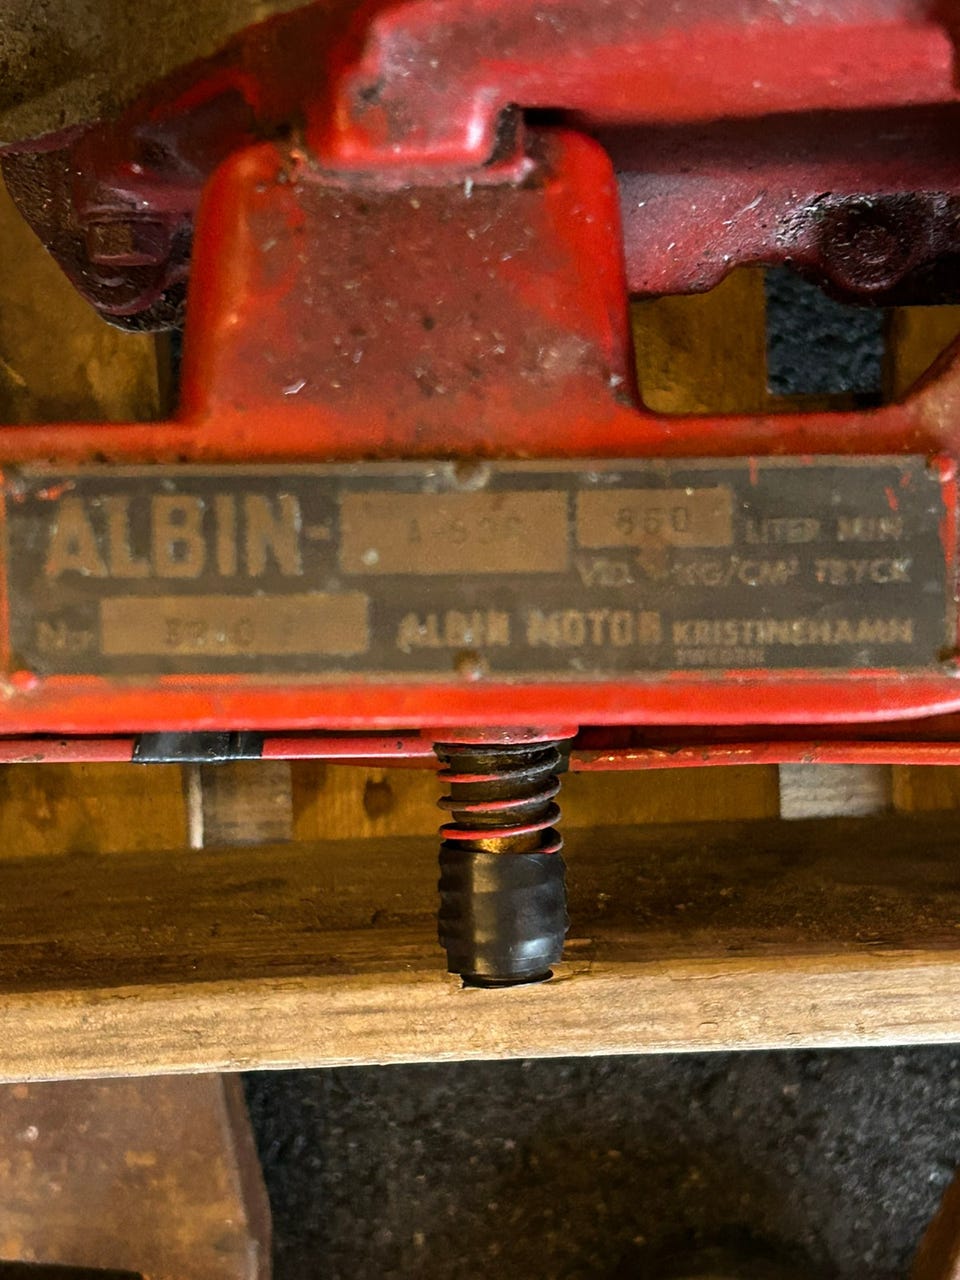 ALBIN- 850 LITER MIN
VID KG/CM² TRYCK
Nr ALBIN MOTOR KRISTINEHAMN
SWEDEN